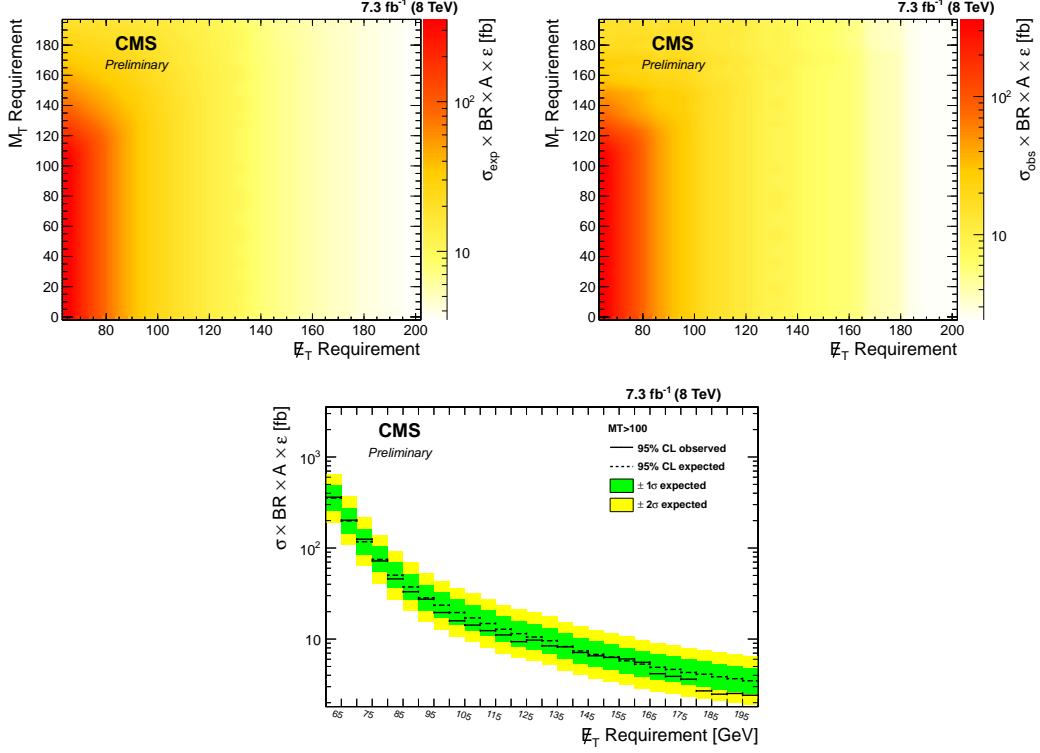 7.3 fb⁻¹ (8 TeV)
CMS
Preliminary
M_T Requirement
0 20 40 60 80 100 120 140 160 180
80 100 120 140 160 180 200
E̸_T Requirement
10 10²
σ_exp × BR × A × ε [fb]
7.3 fb⁻¹ (8 TeV)
CMS
Preliminary
M_T Requirement
0 20 40 60 80 100 120 140 160 180
80 100 120 140 160 180 200
E̸_T Requirement
10 10²
σ_obs × BR × A × ε [fb]
7.3 fb⁻¹ (8 TeV)
CMS
Preliminary
MT>100
95% CL observed
95% CL expected
± 1σ expected
± 2σ expected
σ × BR × A × ε [fb]
10³
10²
10
65 75 85 95 105 115 125 135 145 155 165 175 185 195
E̸_T Requirement [GeV]